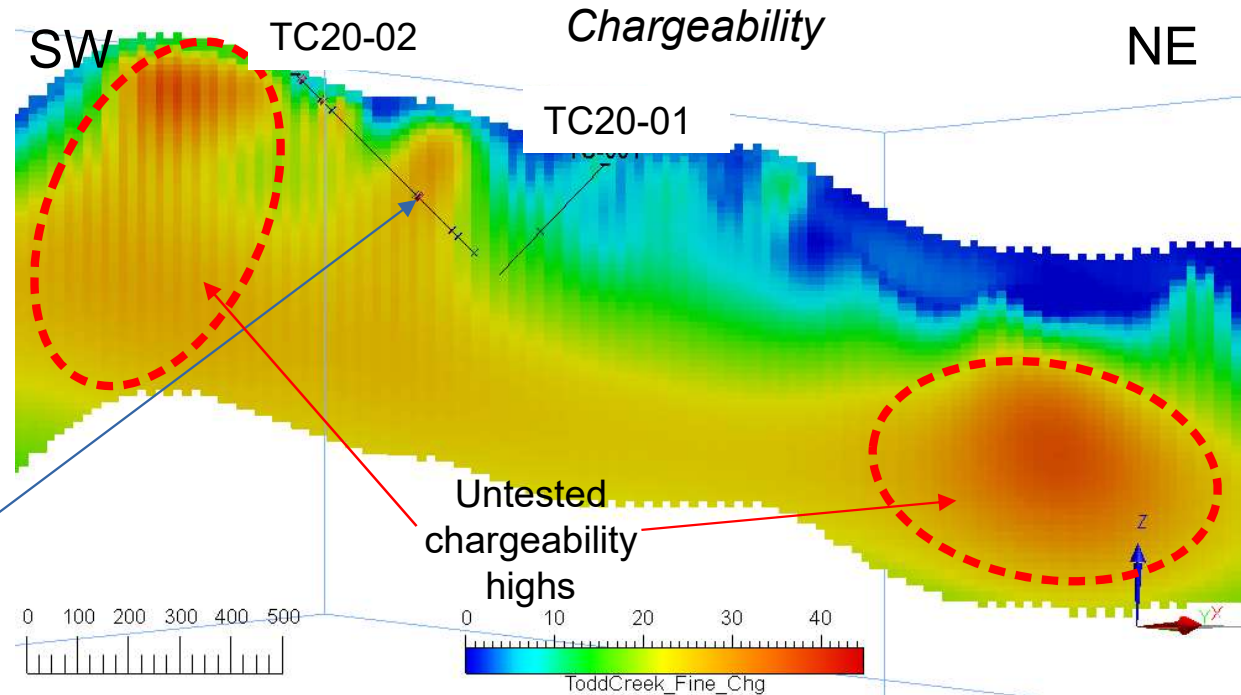 SW
TC20-02
Chargeability
NE
TC20-01
Untested
chargeability
highs
Z
YX
0 100 200 300 400 500
0 10 20 30 40
ToddCreek_Fine_Chg